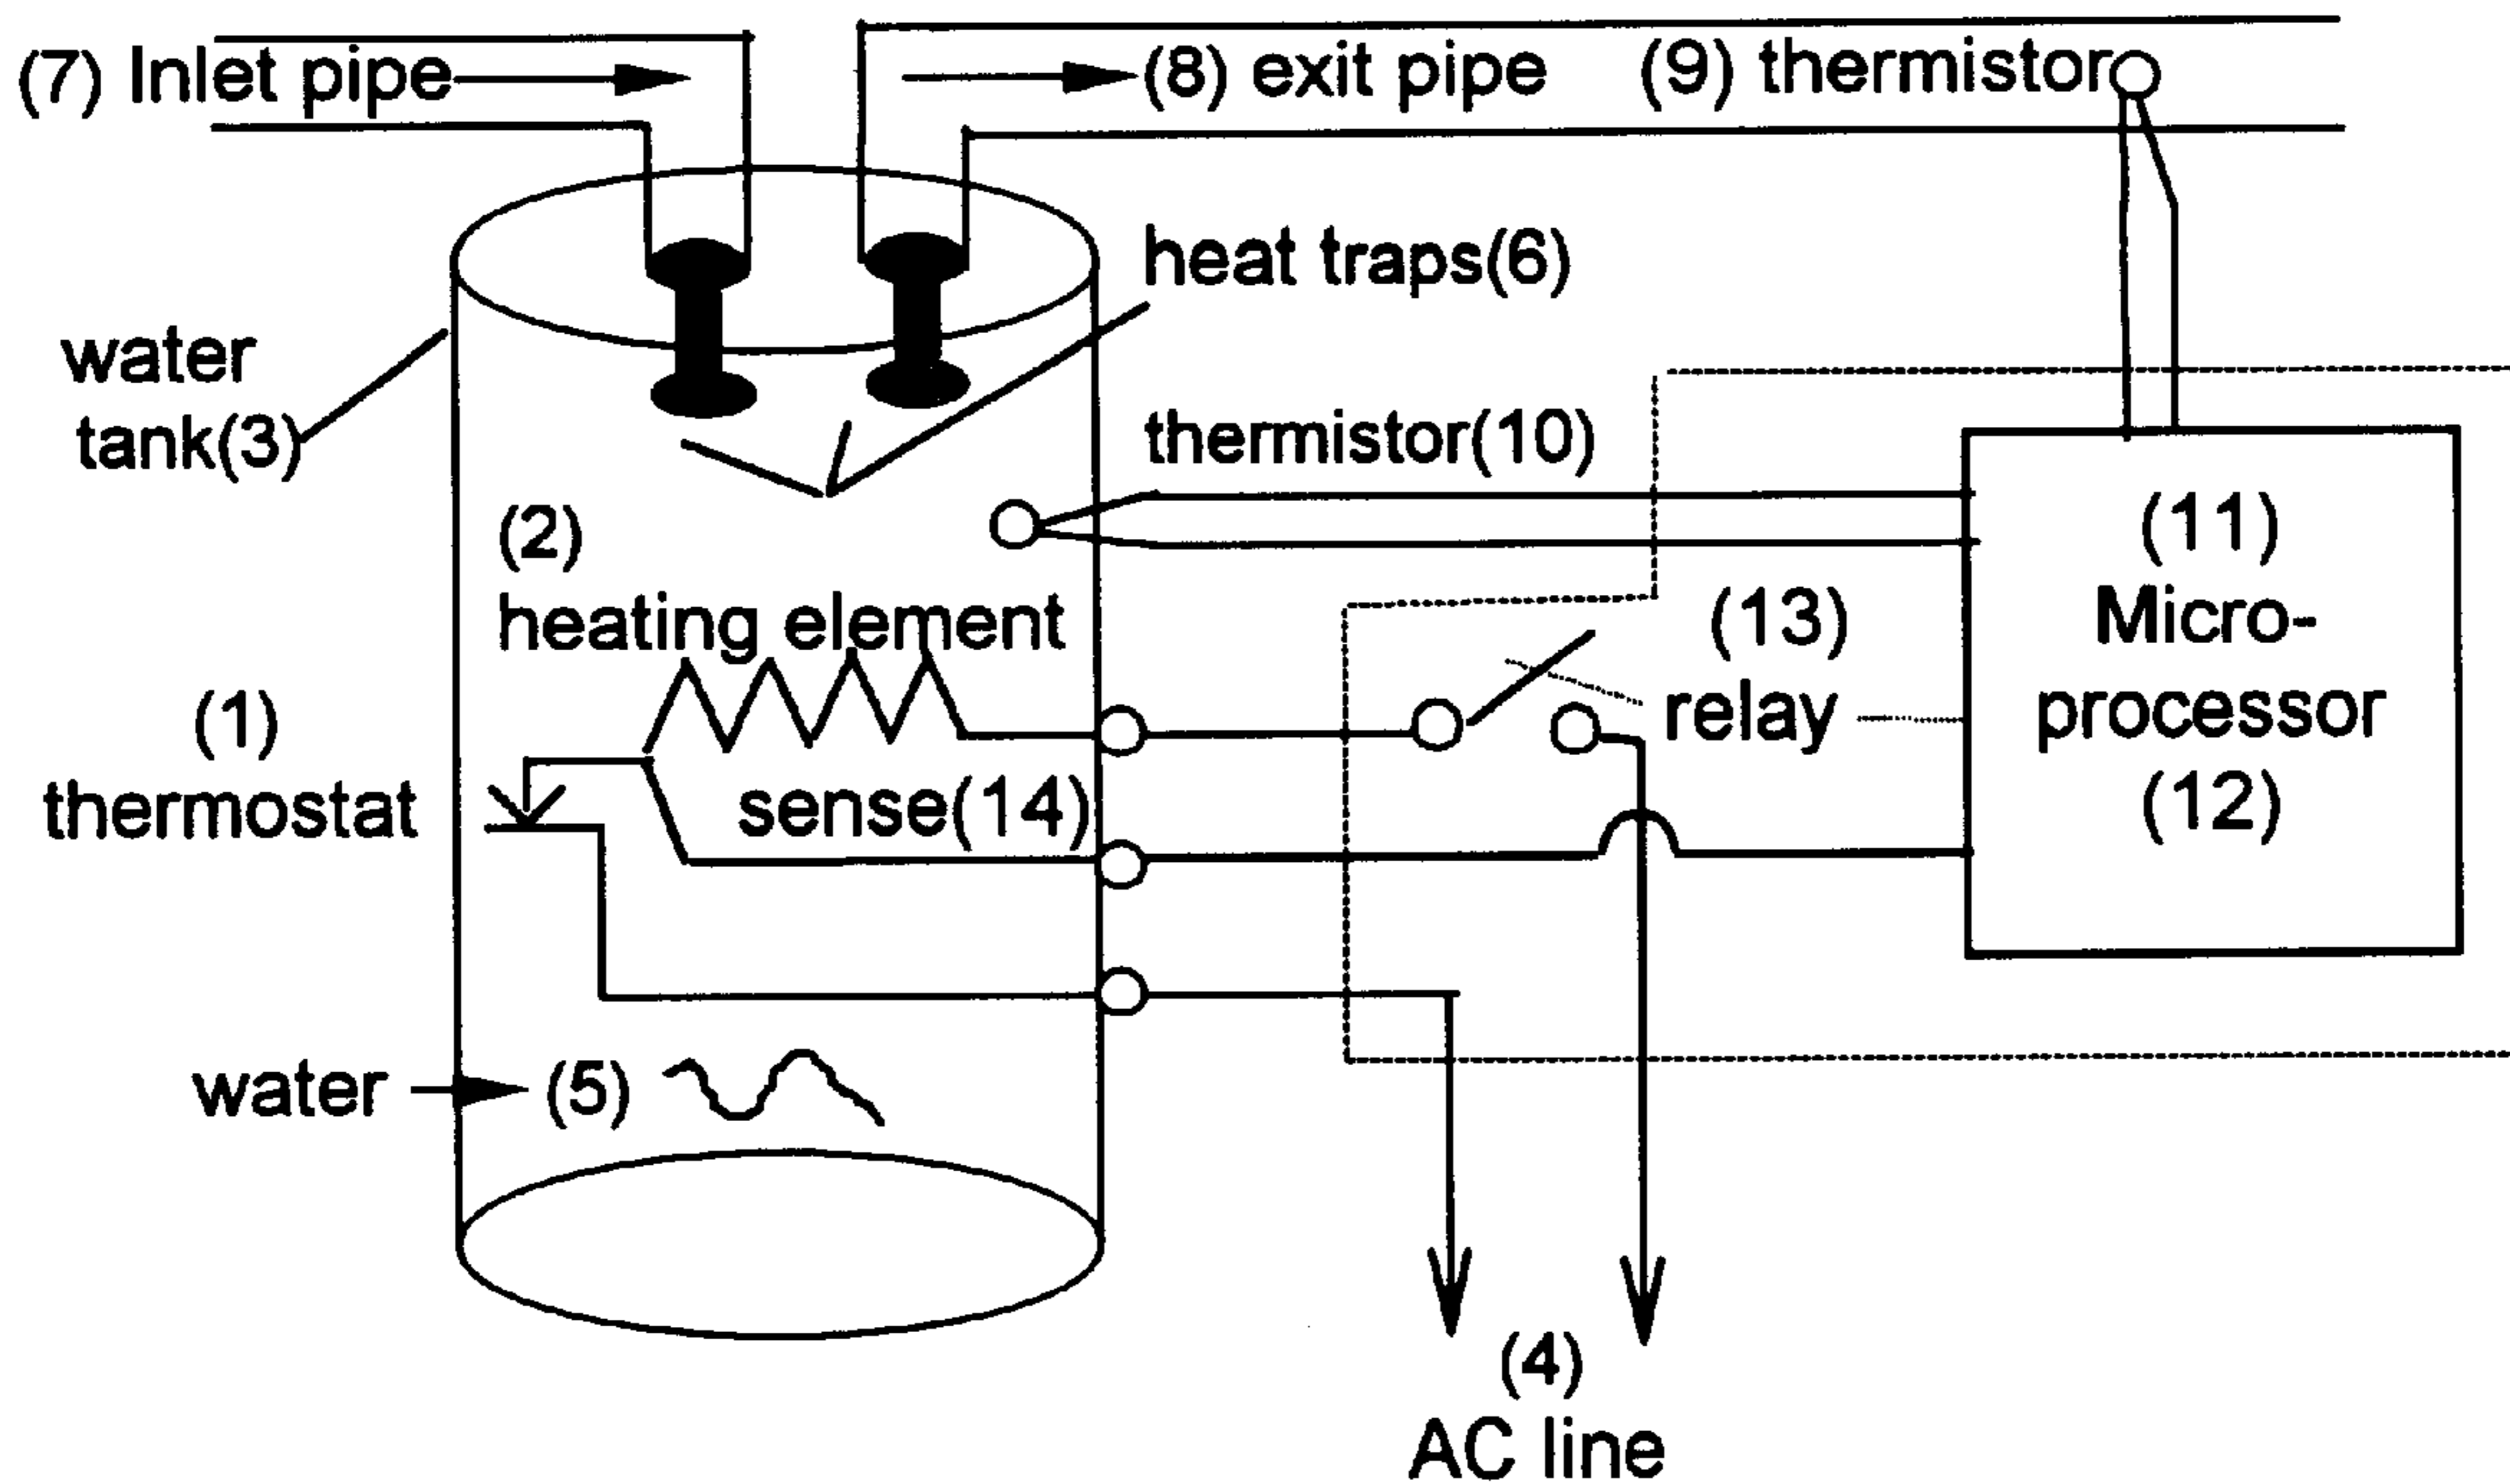 (7) Inlet pipe
(8) exit pipe
(9) thermistor
heat traps(6)
water
tank(3)
thermistor(10)
(2)
heating element
(11)
Micro-
processor
(12)
(13)
relay
(1)
thermostat
sense(14)
water
(5)
(4)
AC line